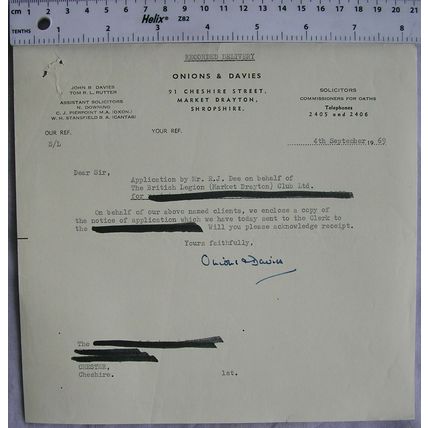 cm 1 2 3 4 5 6 7 8 9 10 11 12 13 14 15 16 17 18 19 20 21
Helix Z82
TENTHS 1 2 3 4 5 6 7 8
RECORDED DELIVERY
ONIONS & DAVIES
JOHN R DAVIES
TOM R. L. RUTTER
ASSISTANT SOLICITORS
N. DOWNING
C. J. PIERPOINT M.A. (OXON.)
W. H. STANSFIELD B.A. (CANTAB)
91 CHESHIRE STREET,
MARKET DRAYTON,
SHROPSHIRE.
SOLICITORS
COMMISSIONERS FOR OATHS
Telephones
2405 and 2406
OUR REF. YOUR REF.
S/L 4th September 1969
Dear Sir,
Application by Mr. R.J. Dee on behalf of
The British Legion (Market Drayton) Club Ltd.
for
On behalf of our above named clients, we enclose a copy of
the notice of application which we have today sent to the Clerk to
the Will you please acknowledge receipt.
Yours faithfully,
Onions & Davies
The
CHESTER,
Cheshire. 1st.